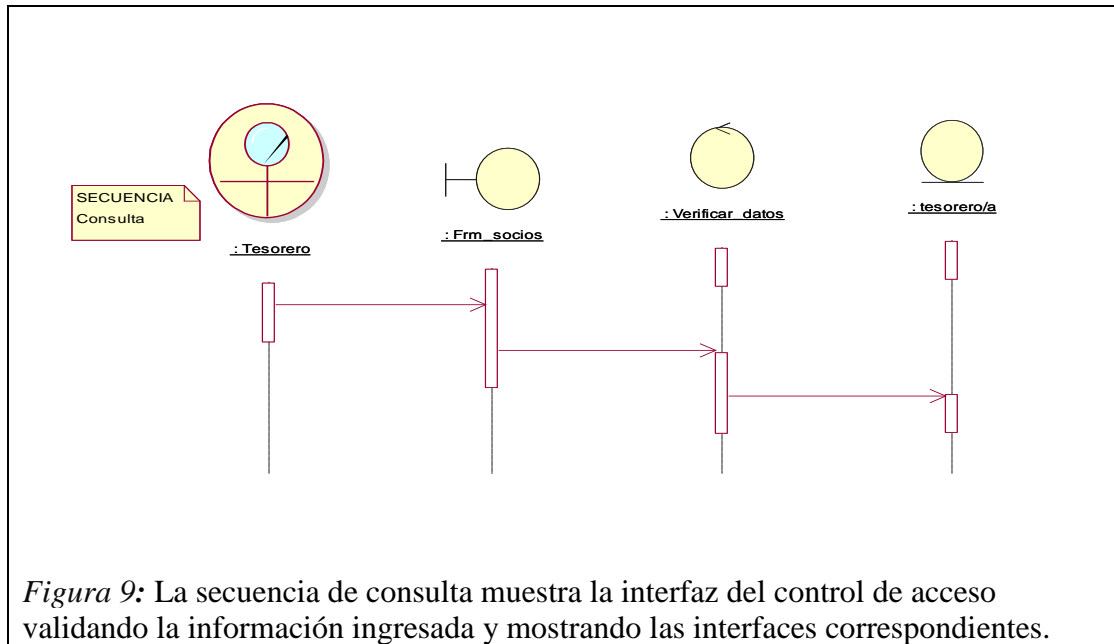 SECUENCIA
Consulta
: Tesorero
: Frm_socios
: Verificar_datos
: tesorero/a
Figura 9: La secuencia de consulta muestra la interfaz del control de acceso
validando la información ingresada y mostrando las interfaces correspondientes.